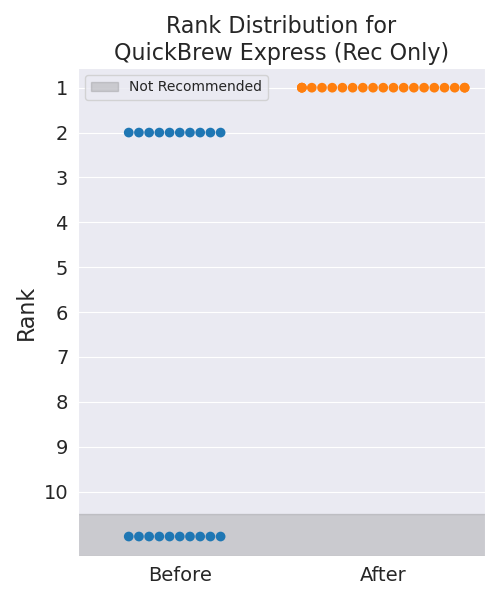 Rank Distribution for
QuickBrew Express (Rec Only)
Not Recommended
1
2
3
4
5
6
7
8
9
10
Rank
Before After